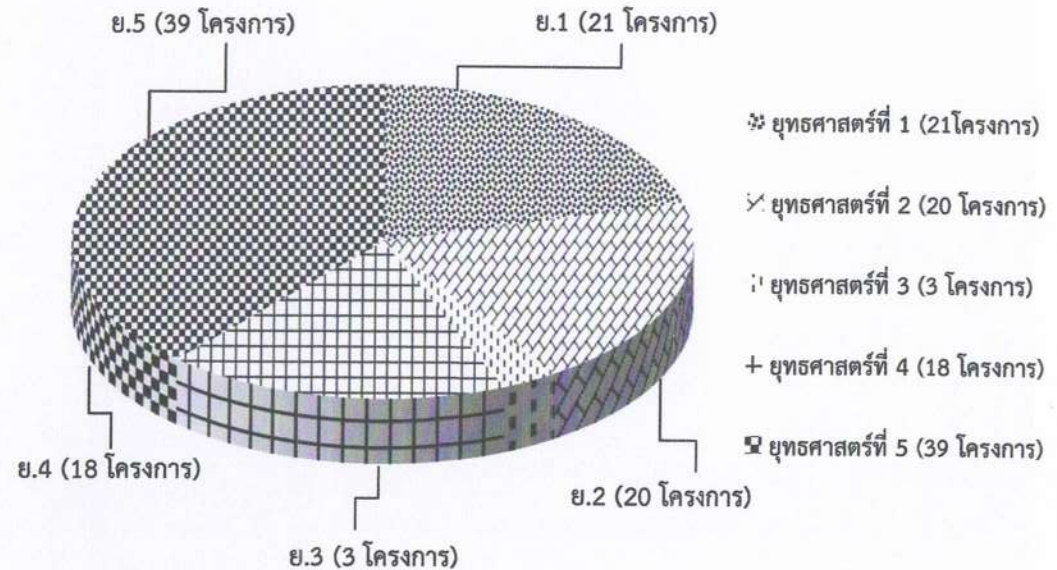 ย.5 (39 โครงการ)
ย.1 (21 โครงการ)
ยุทธศาสตร์ที่ 1 (21โครงการ)
ยุทธศาสตร์ที่ 2 (20 โครงการ)
ยุทธศาสตร์ที่ 3 (3 โครงการ)
ยุทธศาสตร์ที่ 4 (18 โครงการ)
ยุทธศาสตร์ที่ 5 (39 โครงการ)
ย.4 (18 โครงการ)
ย.2 (20 โครงการ)
ย.3 (3 โครงการ)